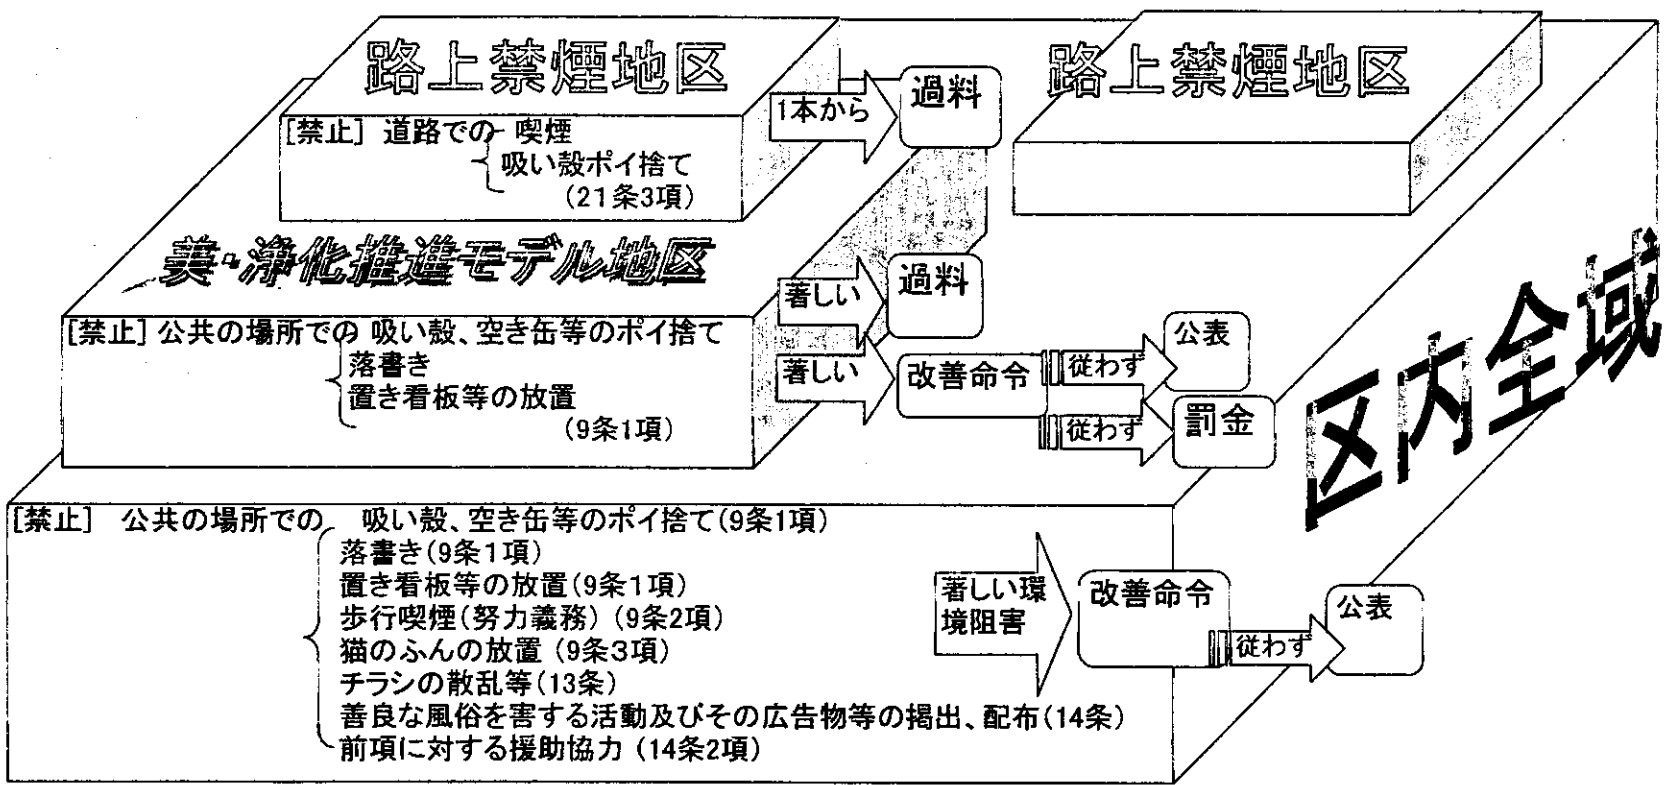 路上禁煙地区
[禁止] 道路での 喫煙
吸い殻ポイ捨て
(21条3項)
1本から
過料
路上禁煙地区
美・浄化推進モデル地区
[禁止] 公共の場所での 吸い殻、空き缶等のポイ捨て
落書き
置き看板等の放置
(9条1項)
著しい
過料
著しい
改善命令
従わず
公表
従わず
罰金
区内全域
[禁止] 公共の場所での 吸い殻、空き缶等のポイ捨て(9条1項)
落書き(9条1項)
置き看板等の放置(9条1項)
歩行喫煙(努力義務) (9条2項)
猫のふんの放置 (9条3項)
チラシの散乱等(13条)
善良な風俗を害する活動及びその広告物等の掲出、配布(14条)
前項に対する援助協力 (14条2項)
著しい環
境阻害
改善命令
従わず
公表